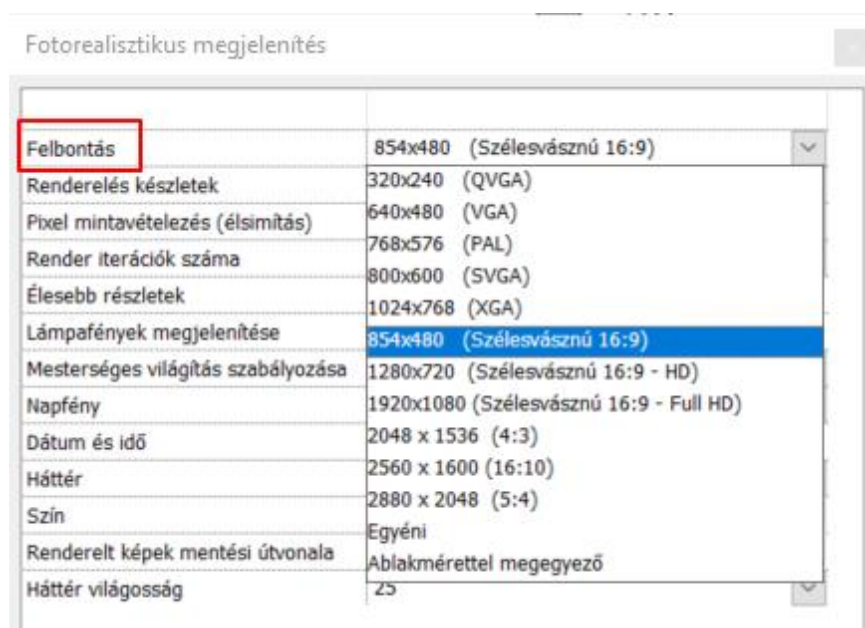 Fotorealisztikus megjelenítés
Felbontás 854x480 (Szélesvásznú 16:9)
Renderelés készletek
Pixel mintavételezés (élsimítás)
Render iterációk száma
Élesebb részletek
Lámpafények megjelenítése
Mesterséges világítás szabályozása
Napfény
Dátum és idő
Háttér
Szín
Renderelt képek mentési útvonala
Háttér világosság 25
320x240 (QVGA)
640x480 (VGA)
768x576 (PAL)
800x600 (SVGA)
1024x768 (XGA)
854x480 (Szélesvásznú 16:9)
1280x720 (Szélesvásznú 16:9 - HD)
1920x1080 (Szélesvásznú 16:9 - Full HD)
2048 x 1536 (4:3)
2560 x 1600 (16:10)
2880 x 2048 (5:4)
Egyéni
Ablakmérettel megegyező